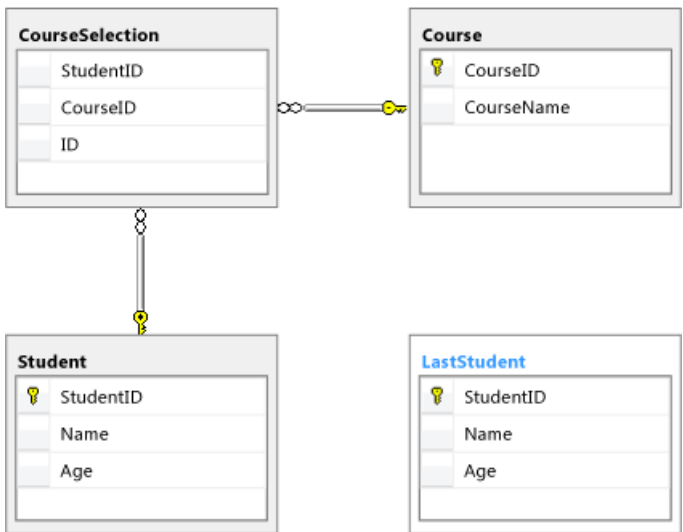 CourseSelection
StudentID
CourseID
ID
Course
CourseID
CourseName
Student
StudentID
Name
Age
LastStudent
StudentID
Name
Age